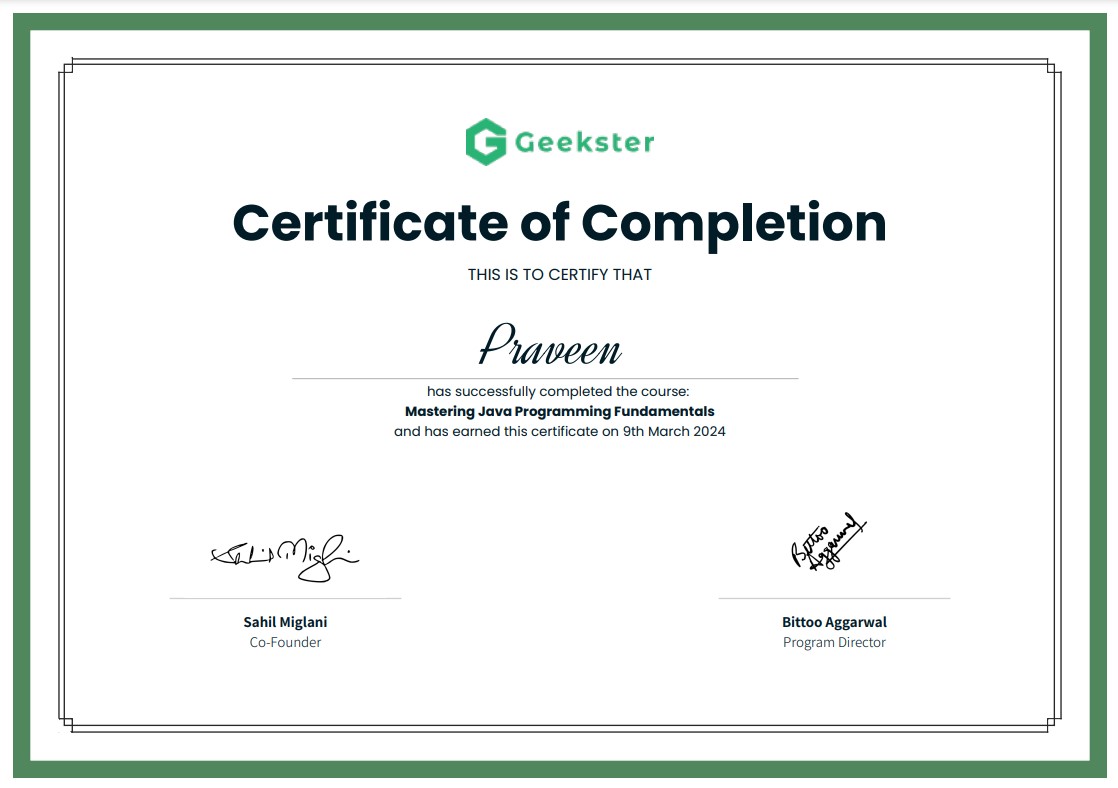 Geekster
Certificate of Completion
THIS IS TO CERTIFY THAT
Praveen
has successfully completed the course:
Mastering Java Programming Fundamentals
and has earned this certificate on 9th March 2024
Sahil Miglani
Bittoo
Aggarwal
Sahil Miglani
Bittoo Aggarwal
Co-Founder
Program Director